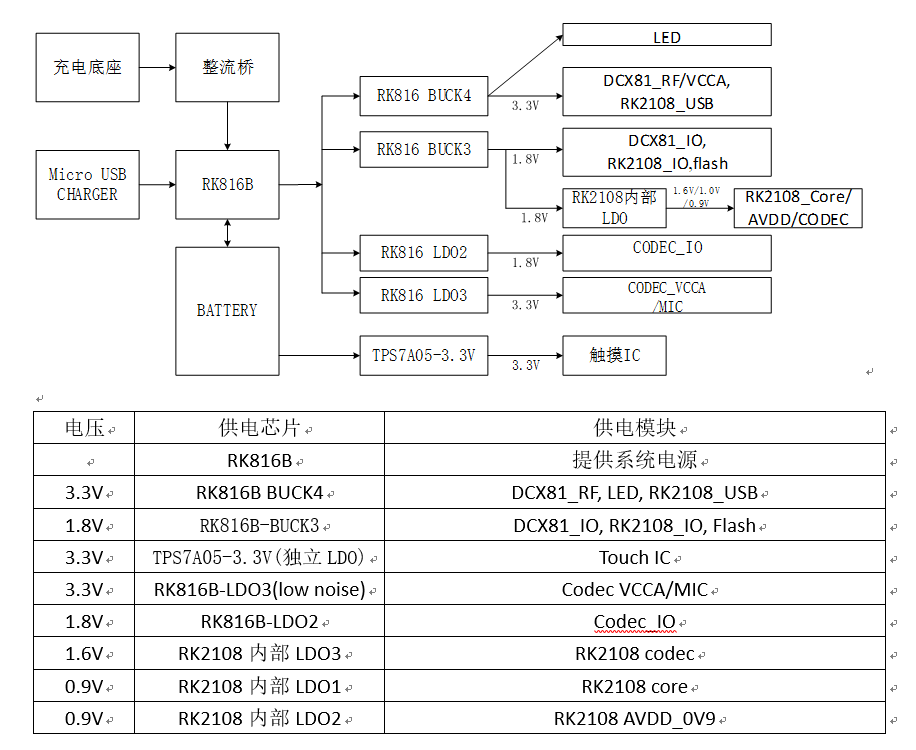 充电底座
整流桥
Micro USB
CHARGER
RK816B
BATTERY
RK816 BUCK4
3.3V
LED
DCX81_RF/VCCA,
RK2108_USB
RK816 BUCK3
1.8V
DCX81_IO,
RK2108_IO,flash
1.8V
RK2108内部
LDO
1.6V/1.0V
/0.9V
RK2108_Core/
AVDD/CODEC
RK816 LDO2
1.8V
CODEC_IO
RK816 LDO3
3.3V
CODEC_VCCA
/MIC
TPS7A05-3.3V
3.3V
触摸IC
电压 供电芯片 供电模块
RK816B 提供系统电源
3.3V RK816B BUCK4 DCX81_RF, LED, RK2108_USB
1.8V RK816B-BUCK3 DCX81_IO, RK2108_IO, Flash
3.3V TPS7A05-3.3V(独立 LDO) Touch IC
3.3V RK816B-LDO3(low noise) Codec VCCA/MIC
1.8V RK816B-LDO2 Codec_IO
1.6V RK2108 内部 LDO3 RK2108 codec
0.9V RK2108 内部 LDO1 RK2108 core
0.9V RK2108 内部 LDO2 RK2108 AVDD_0V9